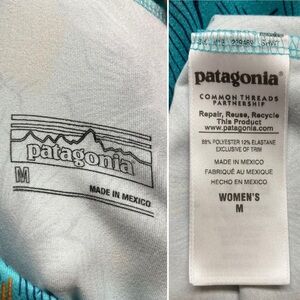 patagonia
M
MADE IN MEXICO
patagonia®
COMMON THREADS
PARTNERSHIP
Repair, Reuse, Recycle
This Product
www.patagonia.com
88% POLYESTER 12% ELASTANE
EXCLUSIVE OF TRIM
MADE IN MEXICO
FABRIQUÉ AU MEXIQUE
HECHO EN MEXICO
WOMEN'S
M